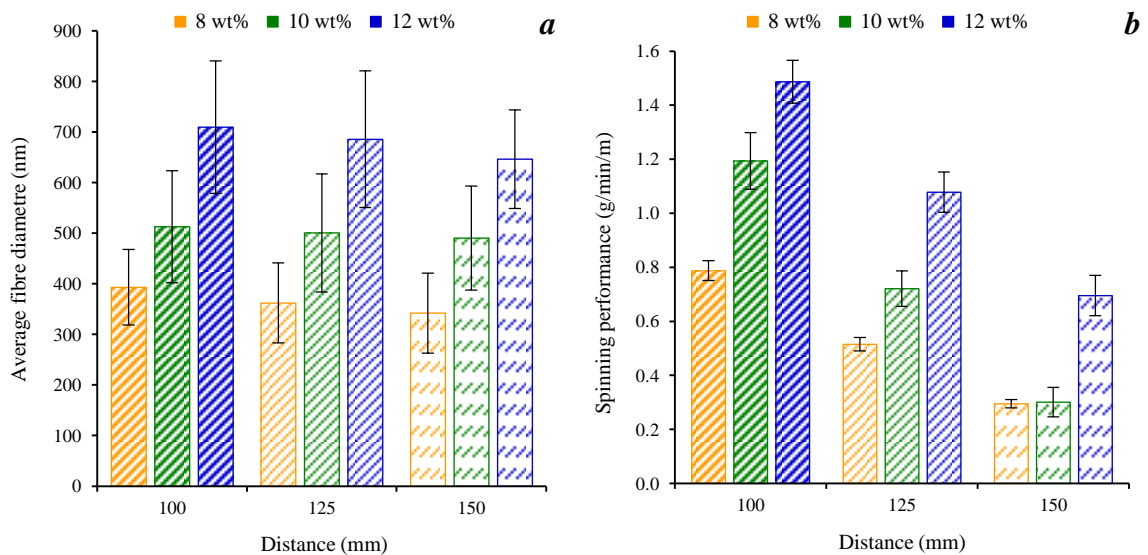 8 wt% 10 wt% 12 wt%
a
900
800
700
600
500
400
300
200
100
0
Average fibre diametre (nm)
100 125 150
Distance (mm)
8 wt% 10 wt% 12 wt%
b
1.6
1.4
1.2
1.0
0.8
0.6
0.4
0.2
0.0
Spinning performance (g/min/m)
100 125 150
Distance (mm)